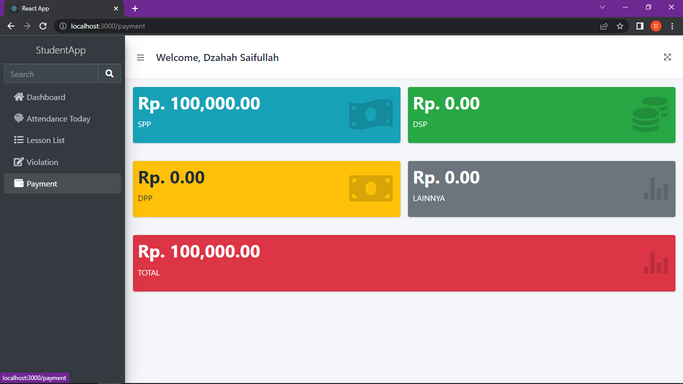 React App
localhost:3000/payment
D
StudentApp
Welcome, Dzahah Saifullah
Search
Dashboard
Attendance Today
Lesson List
Violation
Payment
Rp. 100,000.00
SPP
Rp. 0.00
DSP
Rp. 0.00
DPP
Rp. 0.00
LAINNYA
Rp. 100,000.00
TOTAL
localhost:3000/payment